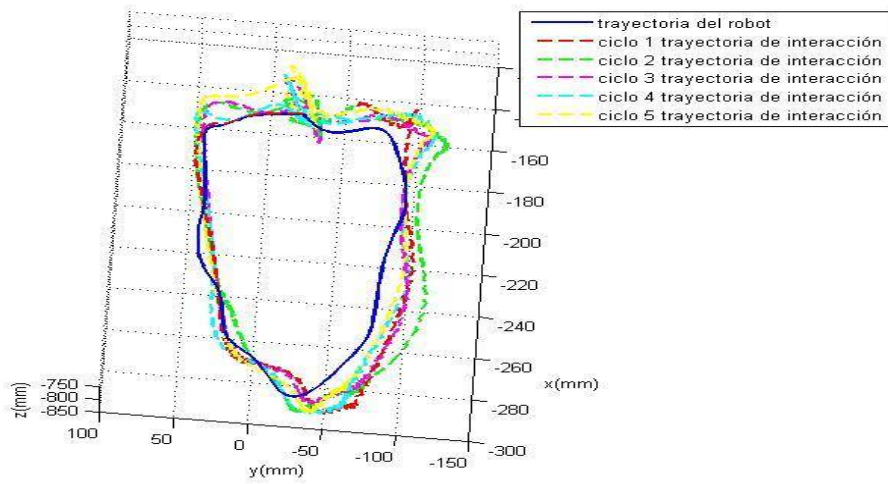 trayectoria del robot
ciclo 1 trayectoria de interacción
ciclo 2 trayectoria de interacción
ciclo 3 trayectoria de interacción
ciclo 4 trayectoria de interacción
ciclo 5 trayectoria de interacción
-160
-180
-200
-220
-240
-260
-280
-300
x(mm)
z(mm)
-750
-800
-850
100
50
0
-50
-100
-150
y(mm)